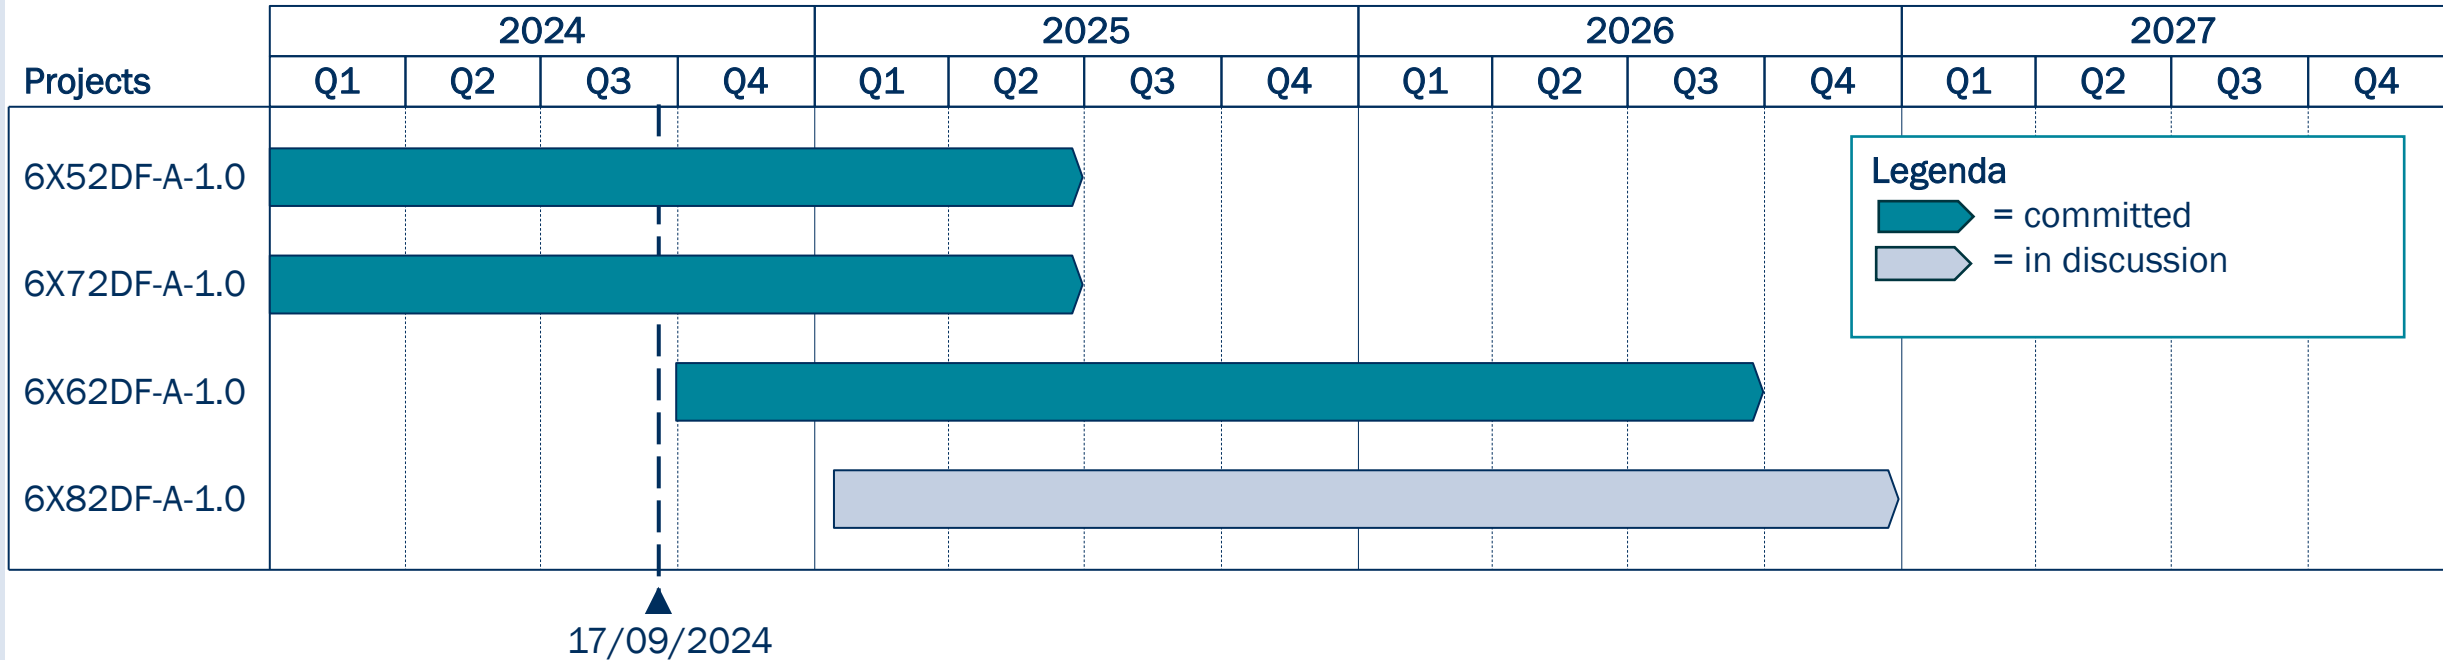 2024 2025 2026 2027
Projects Q1 Q2 Q3 Q4 Q1 Q2 Q3 Q4 Q1 Q2 Q3 Q4 Q1 Q2 Q3 Q4
6X52DF-A-1.0
6X72DF-A-1.0
6X62DF-A-1.0
6X82DF-A-1.0
Legenda
= committed
= in discussion
17/09/2024